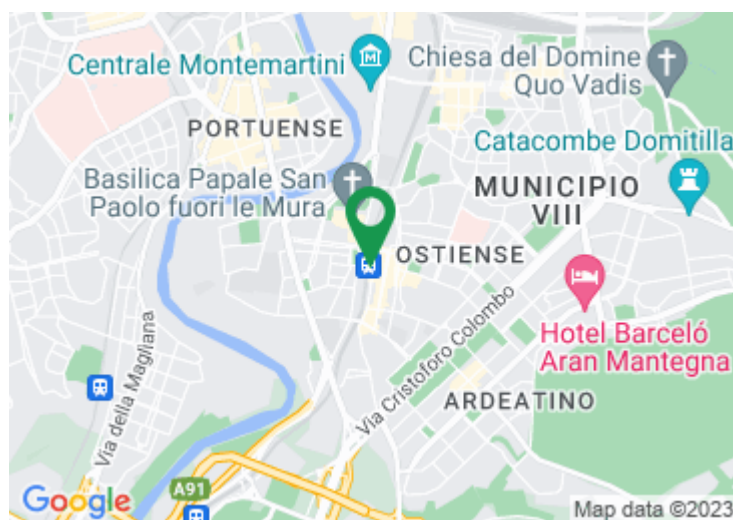 Centrale Montemartini
Chiesa del Domine
Quo Vadis
PORTUENSE
Catacombe Domitilla
Basilica Papale San
Paolo fuori le Mura
MUNICIPIO
VIII
OSTIENSE
Via Cristoforo Colombo
Hotel Barceló
Aran Mantegna
Via della Magliana
ARDEATINO
A91
Google
Map data ©2023